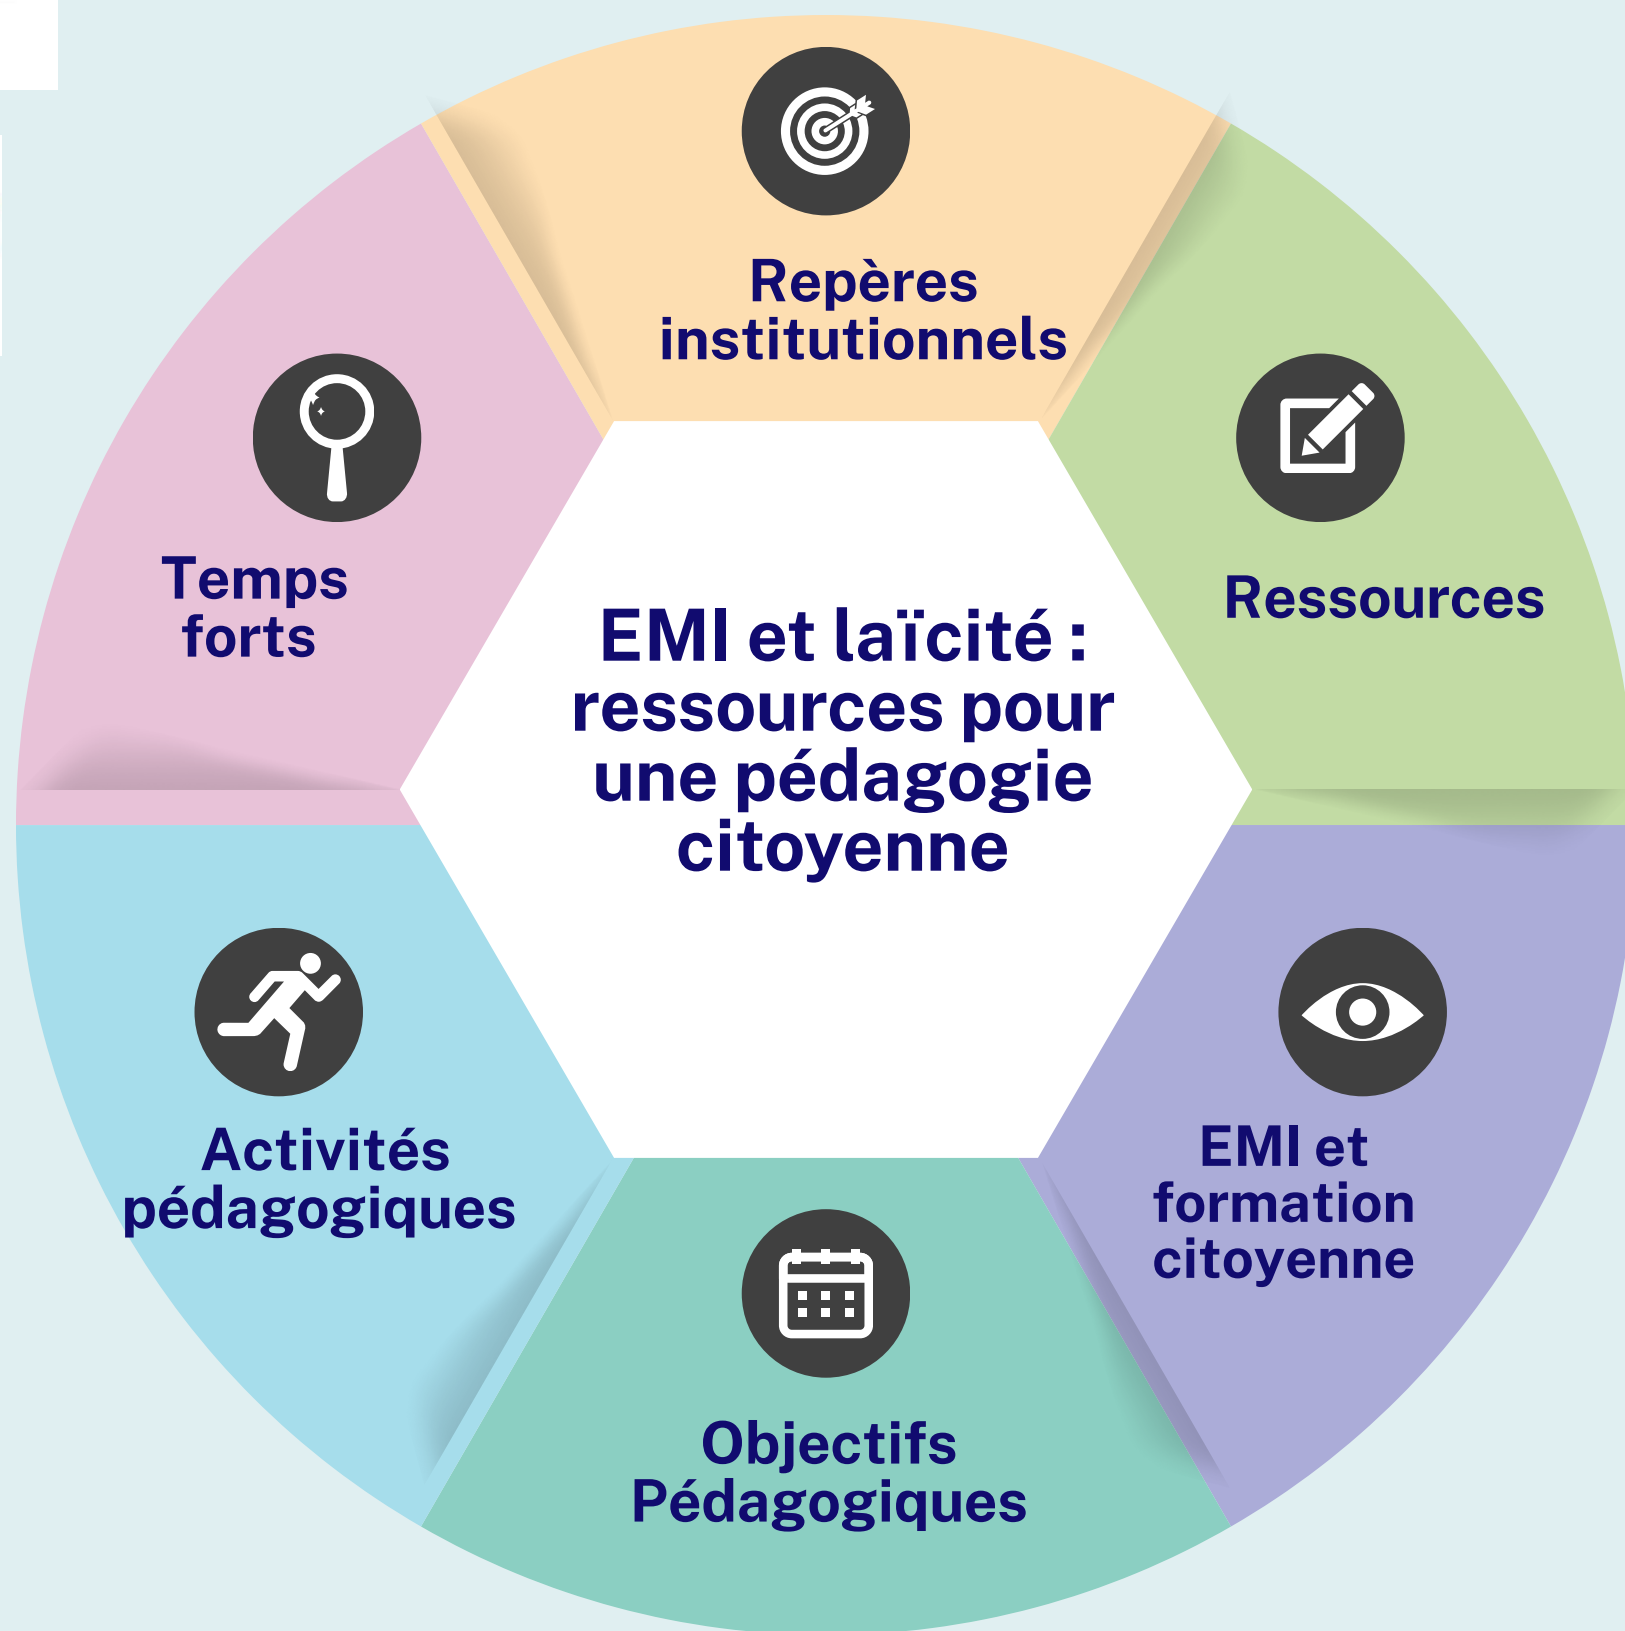 Repères
institutionnels
Ressources
Temps
forts
EMI et laïcité :
ressources pour
une pédagogie
citoyenne
Activités
pédagogiques
EMI et
formation
citoyenne
Objectifs
Pédagogiques